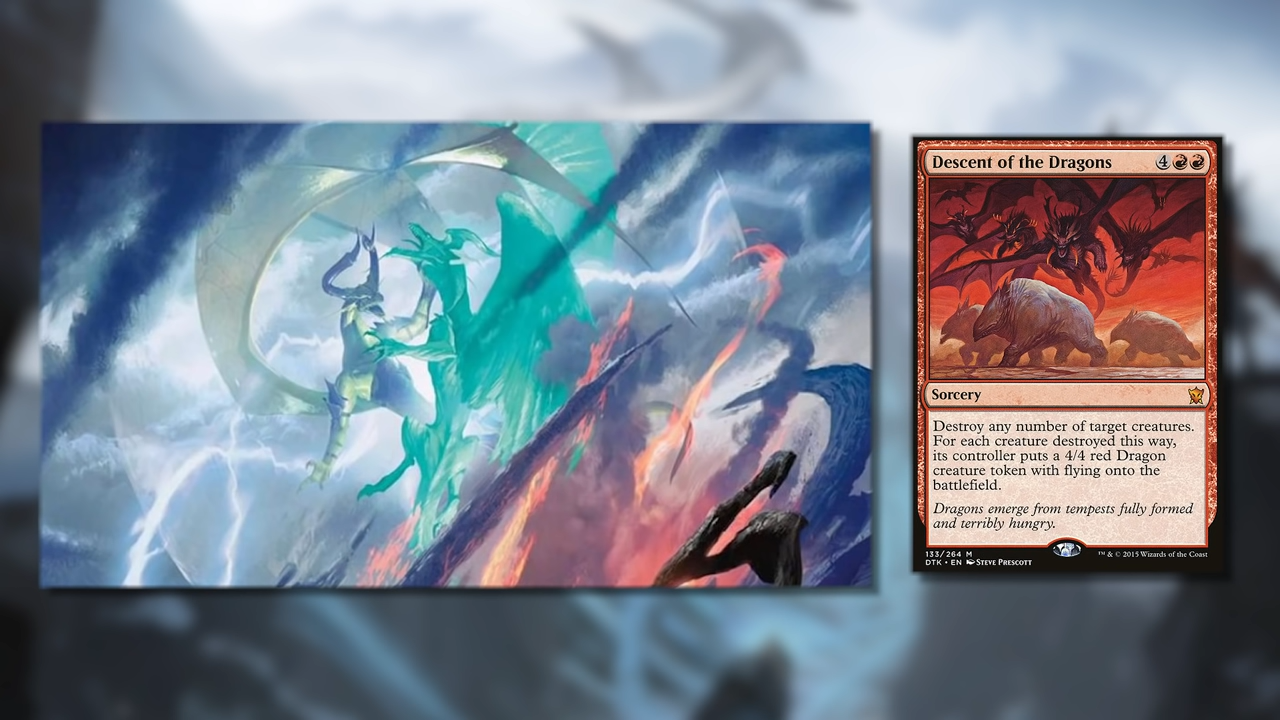 Descent of the Dragons 4
Sorcery
Destroy any number of target creatures.
For each creature destroyed this way,
its controller puts a 4/4 red Dragon
creature token with flying onto the
battlefield.
Dragons emerge from tempests fully formed
and terribly hungry.
133/264 M
™ & © 2015 Wizards of the Coast
DTK • EN Steve Prescott